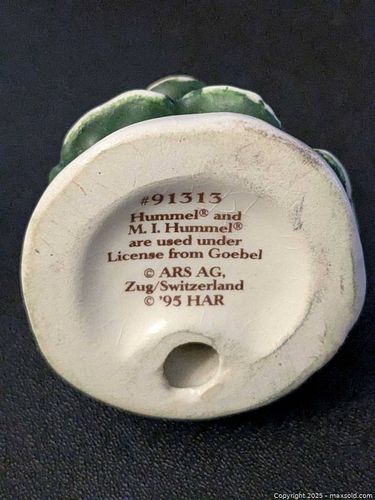 #91313
Hummel® and
M. I. Hummel®
are used under
License from Goebel
© ARS AG,
Zug/Switzerland
© '95 HAR
Copyright 2025 - maxsold.com